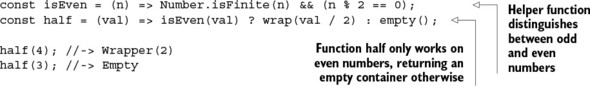 const isEven = (n) => Number.isFinite(n) && (n % 2 == 0);
const half = (val) => isEven(val) ? wrap(val / 2) : empty();
half(4); //-> Wrapper(2)
half(3); //-> Empty
Function half only works on
even numbers, returning an
empty container otherwise
Helper function
distinguishes
between odd
and even
numbers